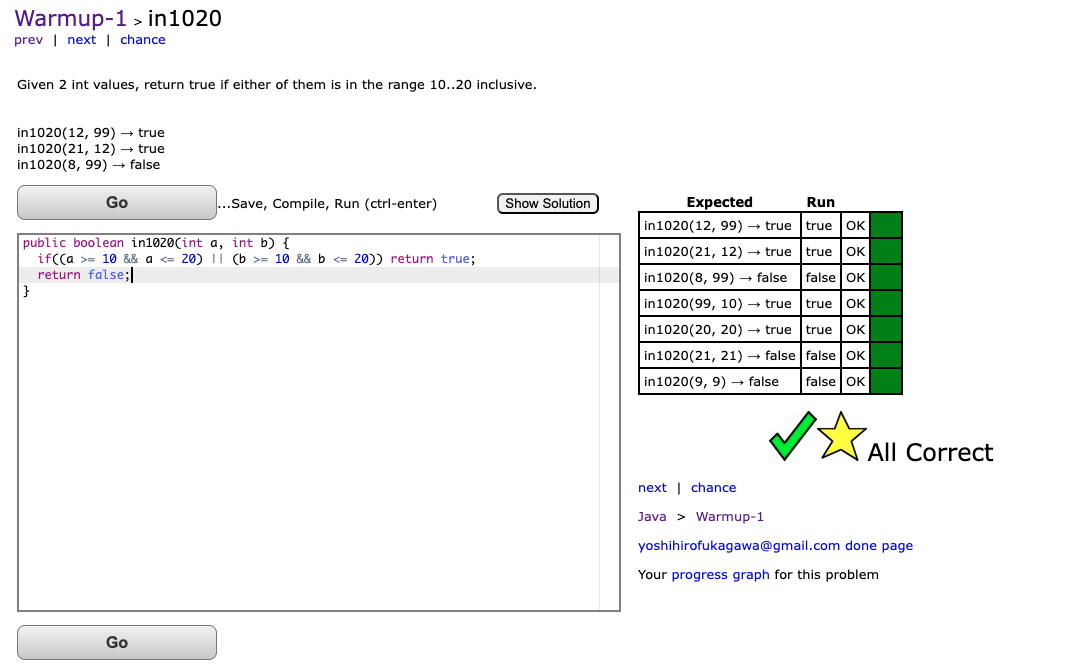 Warmup-1 > in1020
prev | next | chance
Given 2 int values, return true if either of them is in the range 10..20 inclusive.
in1020(12, 99) → true
in1020(21, 12) → true
in1020(8, 99) → false
Go ...Save, Compile, Run (ctrl-enter) Show Solution
public boolean in1020(int a, int b) {
  if((a >= 10 && a <= 20) || (b >= 10 && b <= 20)) return true;
  return false;
}
Go
Expected Run
in1020(12, 99) → true true OK
in1020(21, 12) → true true OK
in1020(8, 99) → false false OK
in1020(99, 10) → true true OK
in1020(20, 20) → true true OK
in1020(21, 21) → false false OK
in1020(9, 9) → false false OK
All Correct
next | chance
Java > Warmup-1
yoshihirofukagawa@gmail.com done page
Your progress graph for this problem